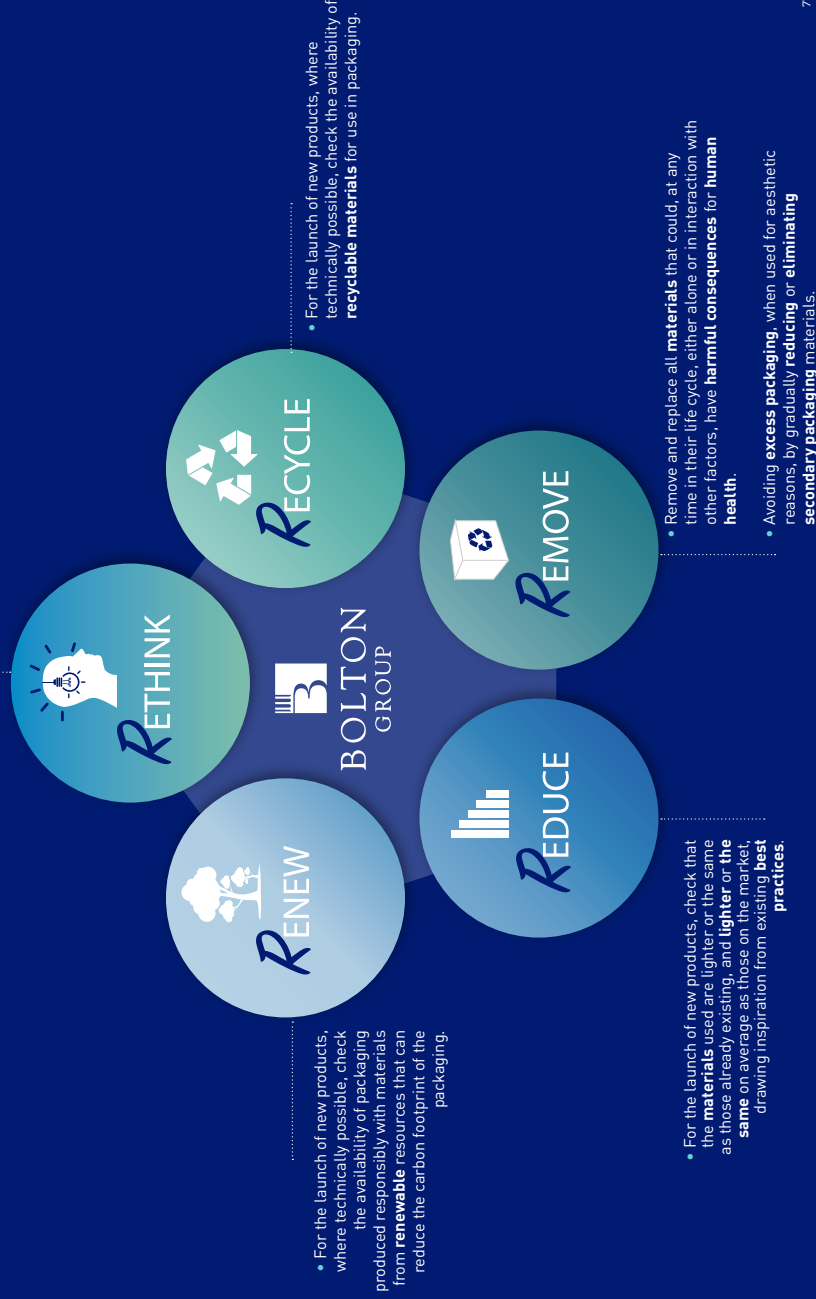 RETHINK
RENEW
• For the launch of new products,
where technically possible, check
the availability of packaging
produced responsibly with materials
from renewable resources that can
reduce the carbon footprint of the
packaging.
RECYCLE
• For the launch of new products, where
technically possible, check the availability of
recyclable materials for use in packaging.
BOLTON
GROUP
REDUCE
• For the launch of new products, check that
the materials used are lighter or the same
as those already existing, and lighter or the
same on average as those on the market,
drawing inspiration from existing best
practices.
REMOVE
• Remove and replace all materials that could, at any
time in their life cycle, either alone or in interaction with
other factors, have harmful consequences for human
health.
• Avoiding excess packaging, when used for aesthetic
reasons, by gradually reducing or eliminating
secondary packaging materials.